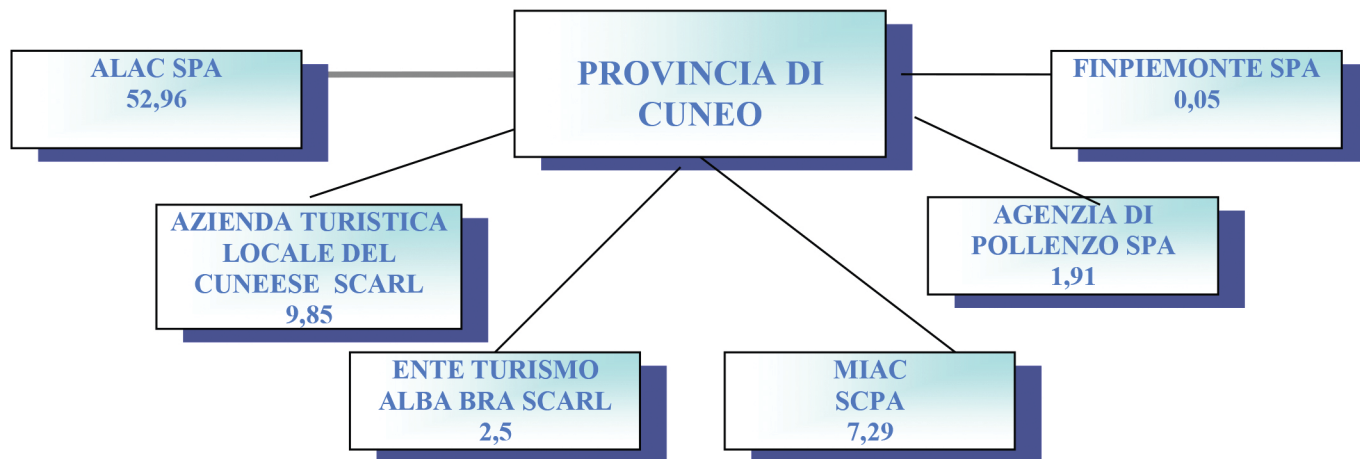 ALAC SPA
52,96
PROVINCIA DI
CUNEO
FINPIEMONTE SPA
0,05
AZIENDA TURISTICA
LOCALE DEL
CUNEESE SCARL
9,85
AGENZIA DI
POLLENZO SPA
1,91
ENTE TURISMO
ALBA BRA SCARL
2,5
MIAC
SCPA
7,29